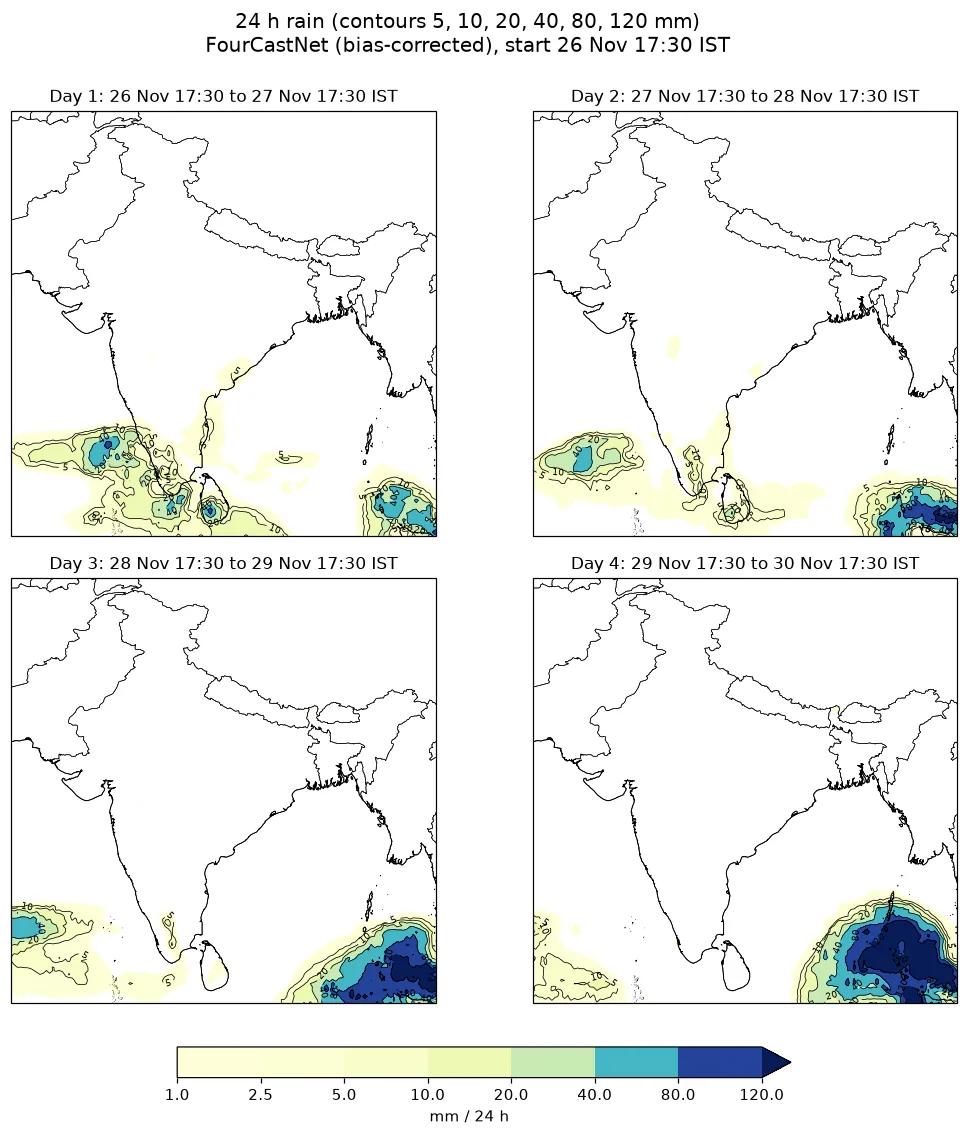 24 h rain (contours 5, 10, 20, 40, 80, 120 mm)
FourCastNet (bias-corrected), start 26 Nov 17:30 IST
Day 1: 26 Nov 17:30 to 27 Nov 17:30 IST
Day 2: 27 Nov 17:30 to 28 Nov 17:30 IST
Day 3: 28 Nov 17:30 to 29 Nov 17:30 IST
Day 4: 29 Nov 17:30 to 30 Nov 17:30 IST
1.0 2.5 5.0 10.0 20.0 40.0 80.0 120.0
mm / 24 h